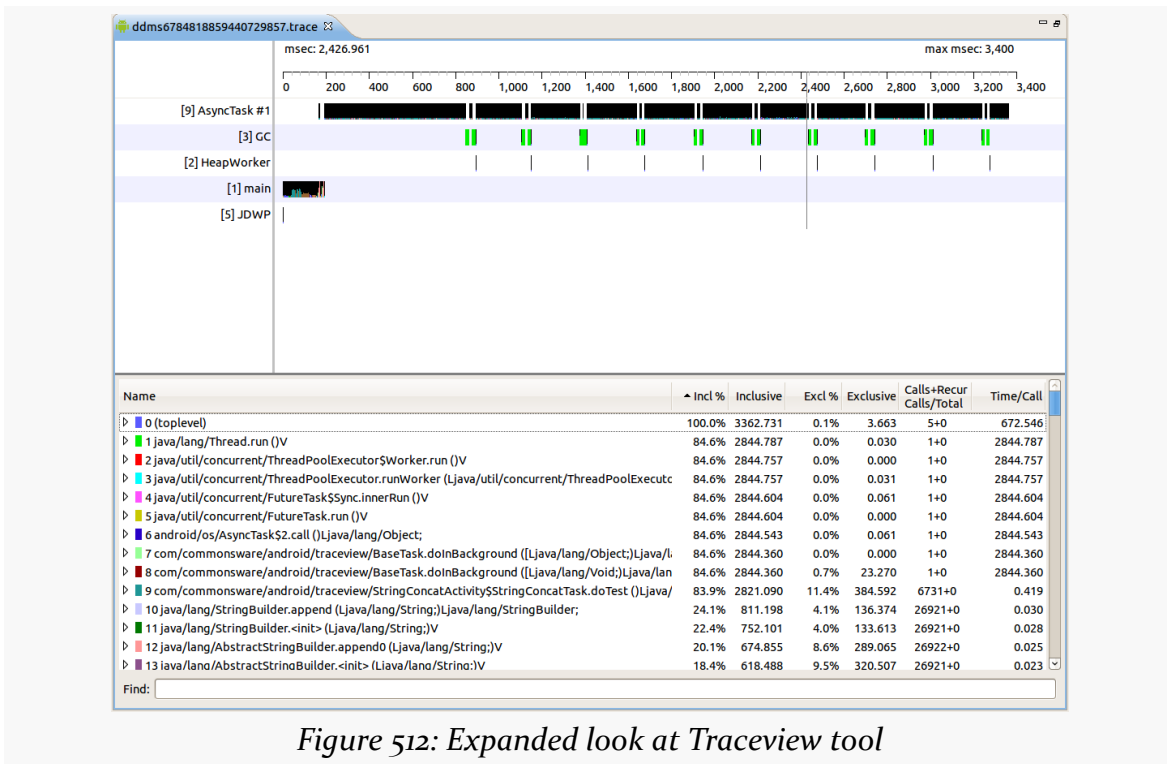 ddms6784818859440729857.trace
msec: 2,426.961 max msec: 3,400
0 200 400 600 800 1,000 1,200 1,400 1,600 1,800 2,000 2,200 2,400 2,600 2,800 3,000 3,200 3,400
[9] AsyncTask #1
[3] GC
[2] HeapWorker
[1] main
[5] JDWP
Name Incl % Inclusive Excl % Exclusive Calls+Recur Calls/Total Time/Call
0 (toplevel) 100.0% 3362.731 0.1% 3.663 5+0 672.546
1 java/lang/Thread.run ()V 84.6% 2844.787 0.0% 0.030 1+0 2844.787
2 java/util/concurrent/ThreadPoolExecutor$Worker.run ()V 84.6% 2844.757 0.0% 0.000 1+0 2844.757
3 java/util/concurrent/ThreadPoolExecutor.runWorker (Ljava/util/concurrent/ThreadPoolExecutc 84.6% 2844.757 0.0% 0.031 1+0 2844.757
4 java/util/concurrent/FutureTask$Sync.innerRun ()V 84.6% 2844.604 0.0% 0.061 1+0 2844.604
5 java/util/concurrent/FutureTask.run ()V 84.6% 2844.604 0.0% 0.000 1+0 2844.604
6 android/os/AsyncTask$2.call ()Ljava/lang/Object; 84.6% 2844.543 0.0% 0.061 1+0 2844.543
7 com/commonsware/android/traceview/BaseTask.doInBackground ([Ljava/lang/Object;)Ljava/l 84.6% 2844.360 0.0% 0.000 1+0 2844.360
8 com/commonsware/android/traceview/BaseTask.doInBackground ([Ljava/lang/Void;)Ljava/lan 84.6% 2844.360 0.7% 23.270 1+0 2844.360
9 com/commonsware/android/traceview/StringConcatActivity$StringConcatTask.doTest ()Ljava/ 83.9% 2821.090 11.4% 384.592 6731+0 0.419
10 java/lang/StringBuilder.append (Ljava/lang/String;)Ljava/lang/StringBuilder; 24.1% 811.198 4.1% 136.374 26921+0 0.030
11 java/lang/StringBuilder.<init> (Ljava/lang/String;)V 22.4% 752.101 4.0% 133.613 26921+0 0.028
12 java/lang/AbstractStringBuilder.append0 (Ljava/lang/String;)V 20.1% 674.855 8.6% 289.065 26922+0 0.025
13 java/lang/AbstractStringBuilder.<init> (Ljava/lang/String;)V 18.4% 618.488 9.5% 320.507 26921+0 0.023
Find:
Figure 512: Expanded look at Traceview tool